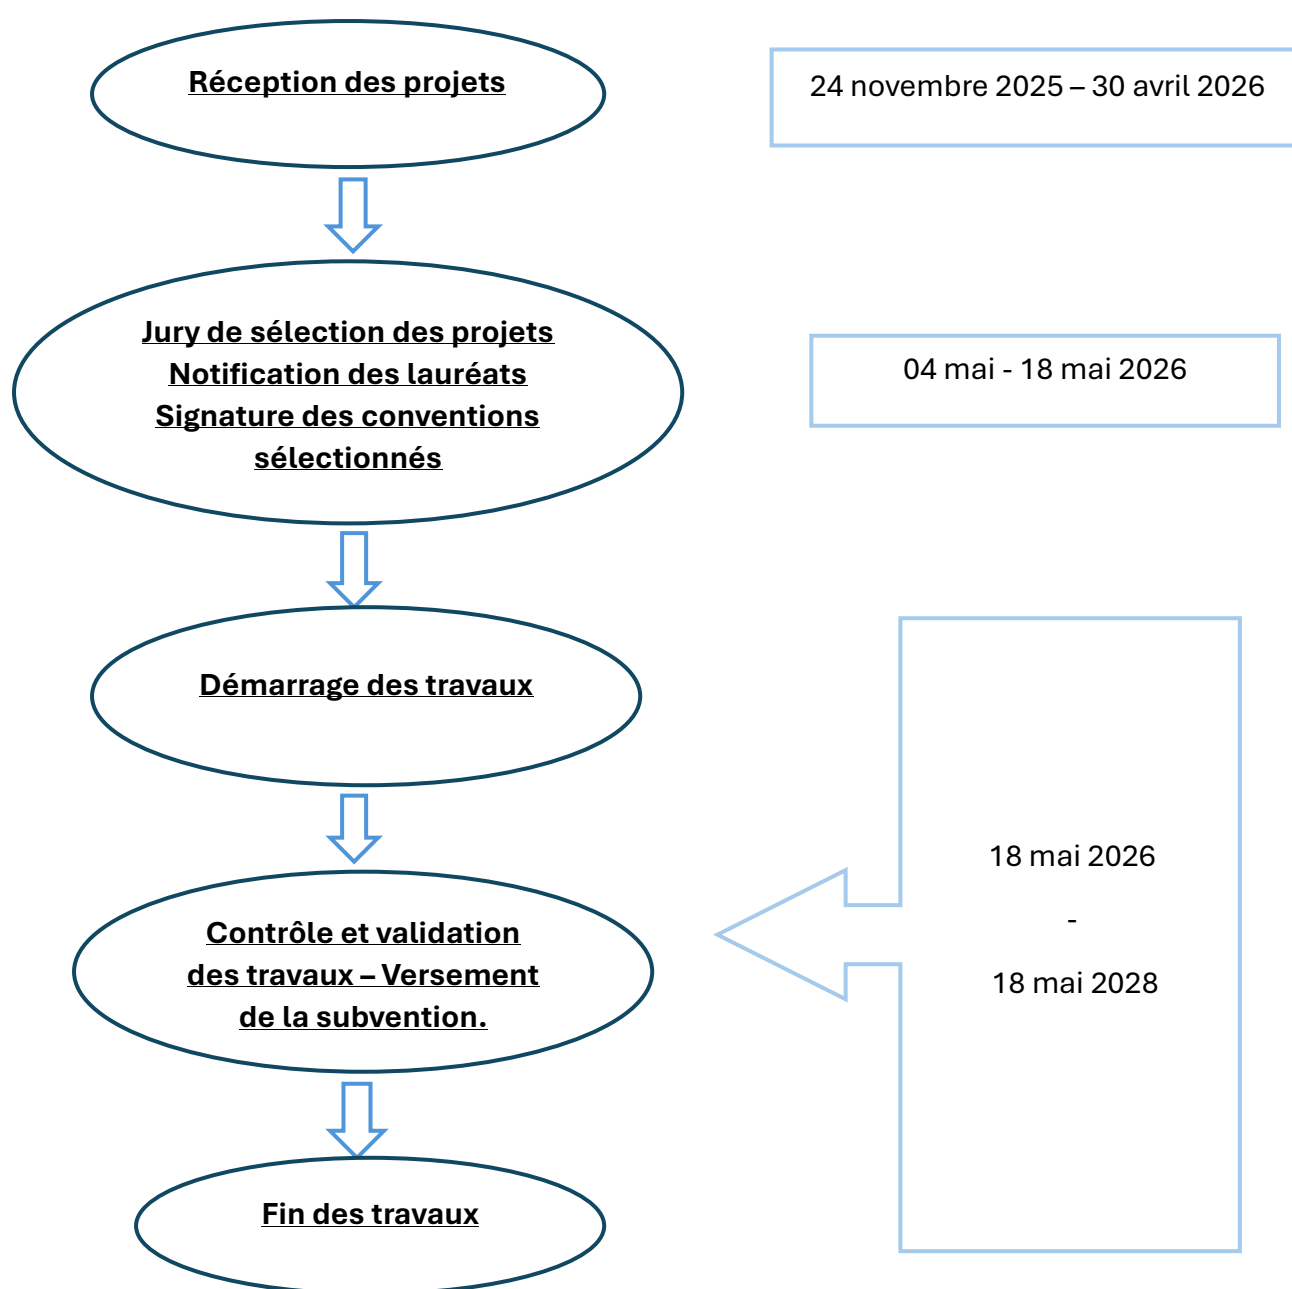 Réception des projets
24 novembre 2025 – 30 avril 2026
Jury de sélection des projets
Notification des lauréats
Signature des conventions
sélectionnés
04 mai - 18 mai 2026
Démarrage des travaux
Contrôle et validation
des travaux – Versement
de la subvention.
18 mai 2026
-
18 mai 2028
Fin des travaux